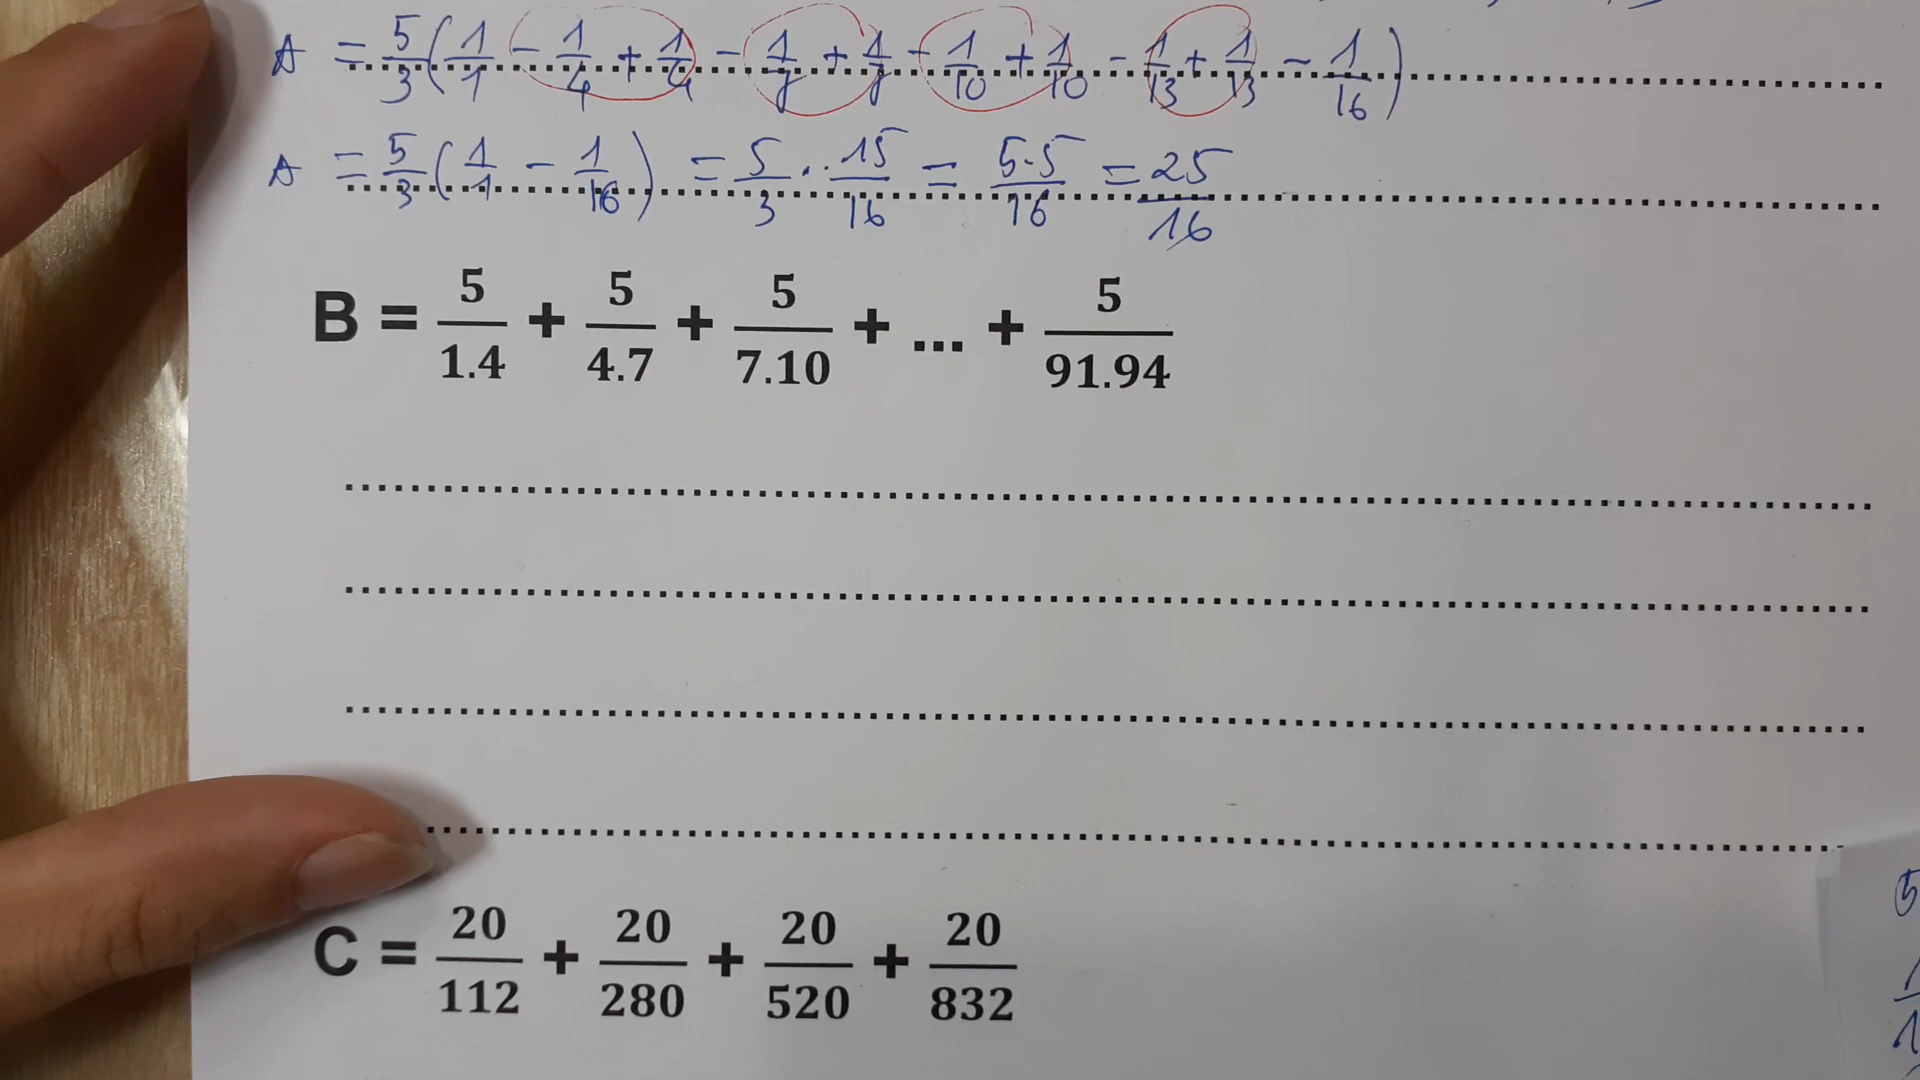 A = 5/3 (1/1 - 1/4 + 1/4 - 1/7 + 1/7 - 1/10 + 1/10 - 1/13 + 1/13 - 1/16)
A = 5/3 (1/1 - 1/16) = 5/3 . 15/16 = 5.5/16 = 25/16
B = 5/1.4 + 5/4.7 + 5/7.10 + ... + 5/91.94
C = 20/112 + 20/280 + 20/520 + 20/832